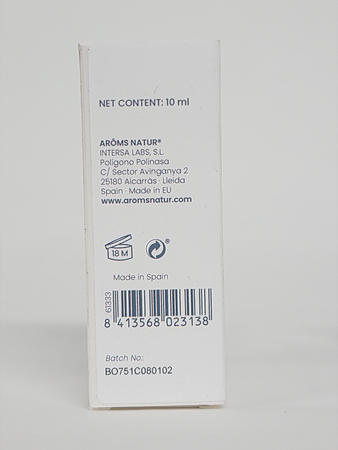 NET CONTENT: 10 ml
ARÔMS NATUR®
INTERSA LABS, S.L.
Polígono Polinasa
C/ Sector Avinganya 2
25180 Alcarràs · Lleida
Spain · Made in EU
www.aromsnatur.com
18 M
®
Made in Spain
61333
8 413568 023138
Batch No.:
BO751C080102